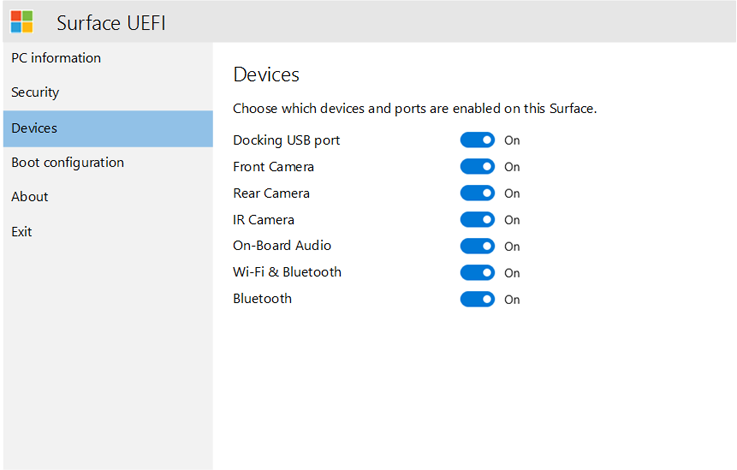 Surface UEFI
PC information
Security
Devices
Boot configuration
About
Exit
Devices
Choose which devices and ports are enabled on this Surface.
Docking USB port On
Front Camera On
Rear Camera On
IR Camera On
On-Board Audio On
Wi-Fi & Bluetooth On
Bluetooth On